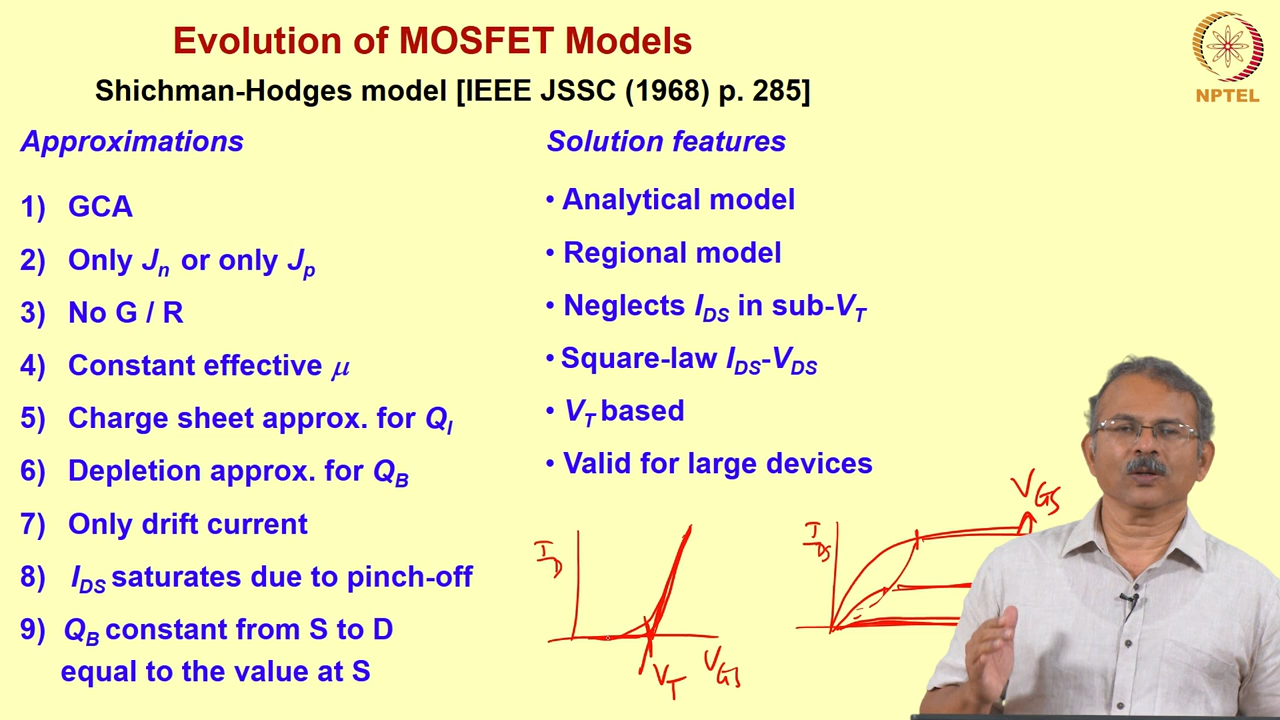 Evolution of MOSFET Models
NPTEL
Shichman-Hodges model [IEEE JSSC (1968) p. 285]
Approximations
1) GCA
2) Only Jn or only Jp
3) No G / R
4) Constant effective μ
5) Charge sheet approx. for QI
6) Depletion approx. for QB
7) Only drift current
8) IDS saturates due to pinch-off
9) QB constant from S to D
equal to the value at S
Solution features
• Analytical model
• Regional model
• Neglects IDS in sub-VT
• Square-law IDS-VDS
• VT based
• Valid for large devices
ID
VT
VGS
IDS
VGS